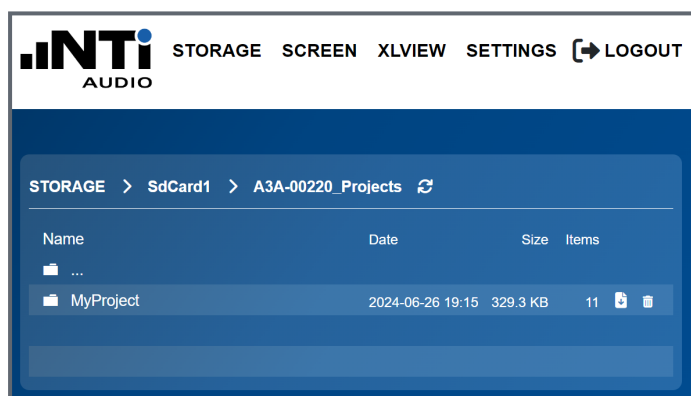 NTi AUDIO
STORAGE SCREEN XLVIEW SETTINGS LOGOUT
STORAGE > SdCard1 > A3A-00220_Projects
Name Date Size Items
...
MyProject 2024-06-26 19:15 329.3 KB 11